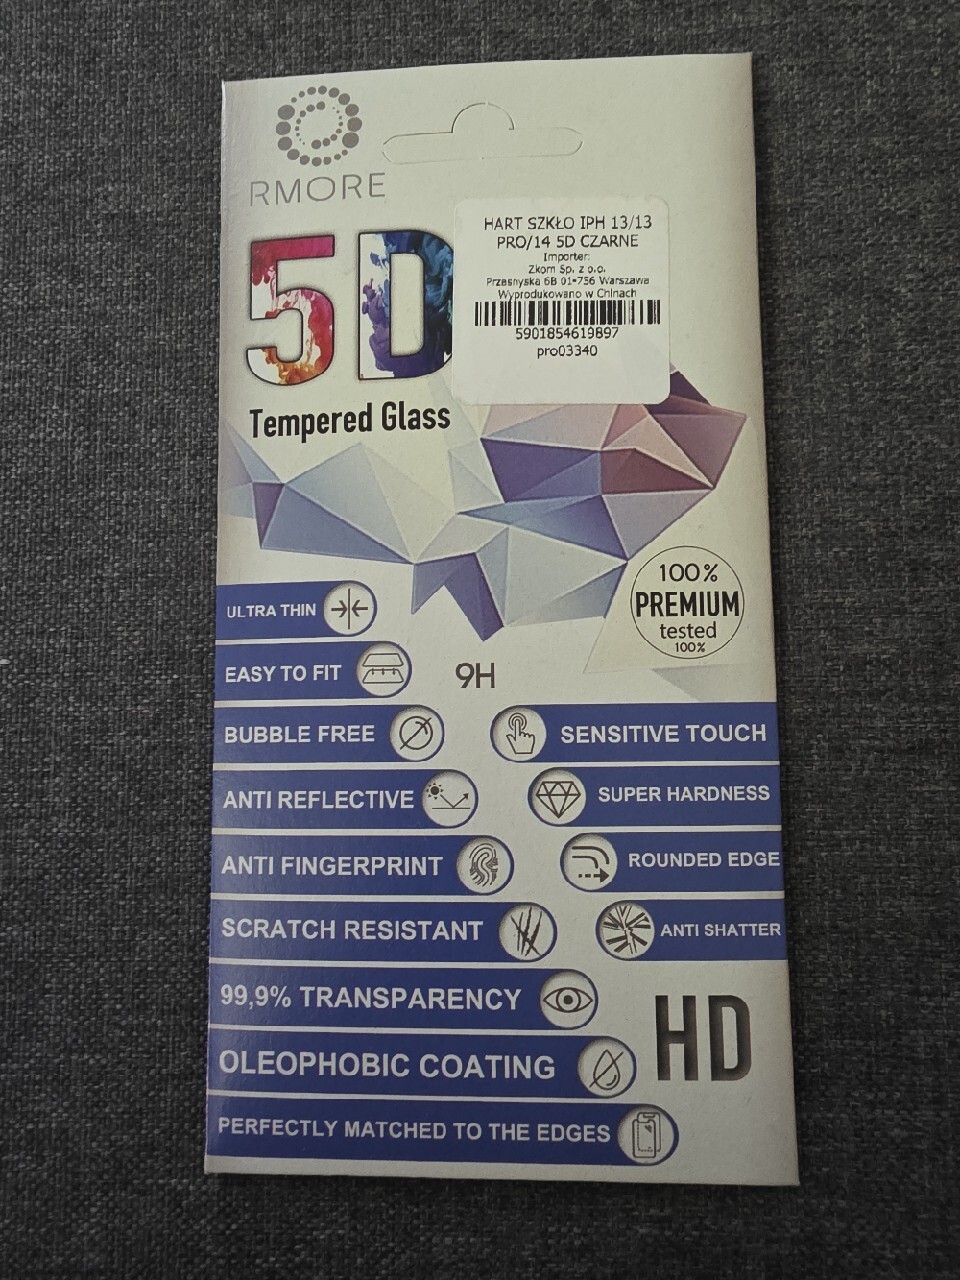 RMORE
5D
Tempered Glass
HART SZKŁO IPH 13/13
PRO/14 5D CZARNE
Importer:
Zkom Sp. z o.o.
Przasnyska 6B 01-756 Warszawa
Wyprodukowano w Chinach
5901854619897
pro03340
100%
PREMIUM
tested
100%
ULTRA THIN
EASY TO FIT
9H
BUBBLE FREE
SENSITIVE TOUCH
ANTI REFLECTIVE
SUPER HARDNESS
ANTI FINGERPRINT
ROUNDED EDGE
SCRATCH RESISTANT
ANTI SHATTER
99,9% TRANSPARENCY
HD
OLEOPHOBIC COATING
PERFECTLY MATCHED TO THE EDGES